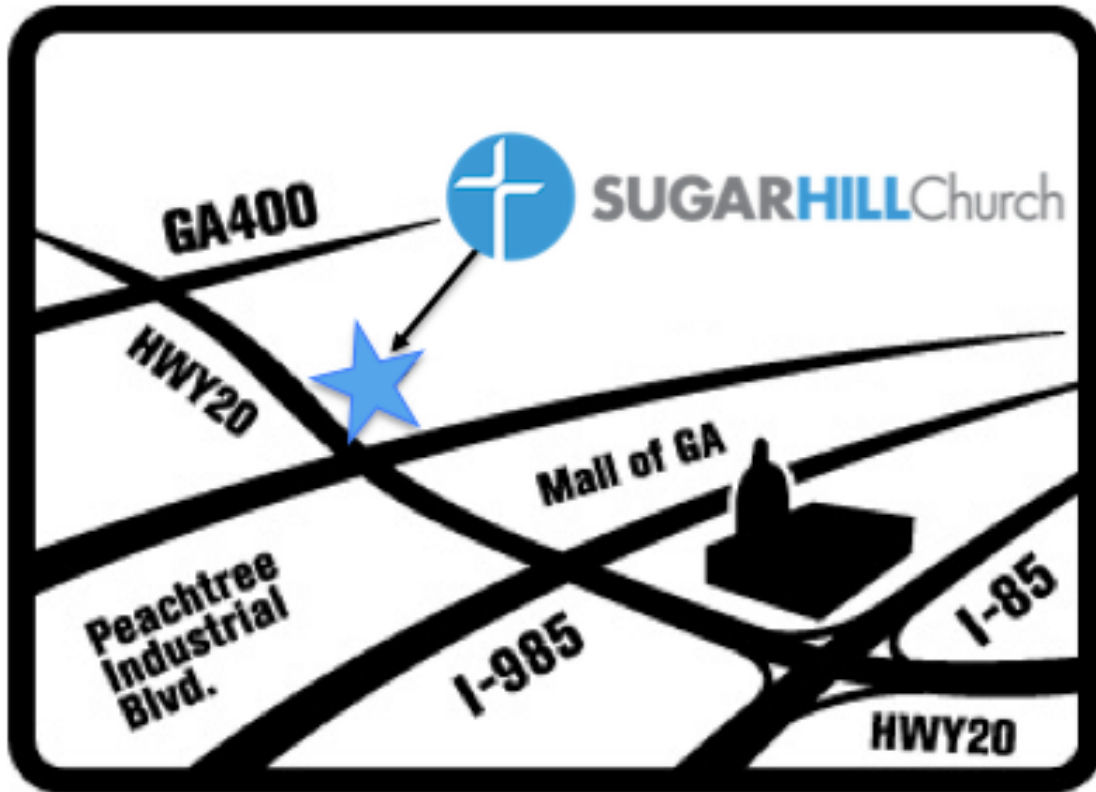 GA400
SUGARHILLChurch
HWY20
Mall of GA
Peachtree
Industrial
Blvd.
I-985
I-85
HWY20